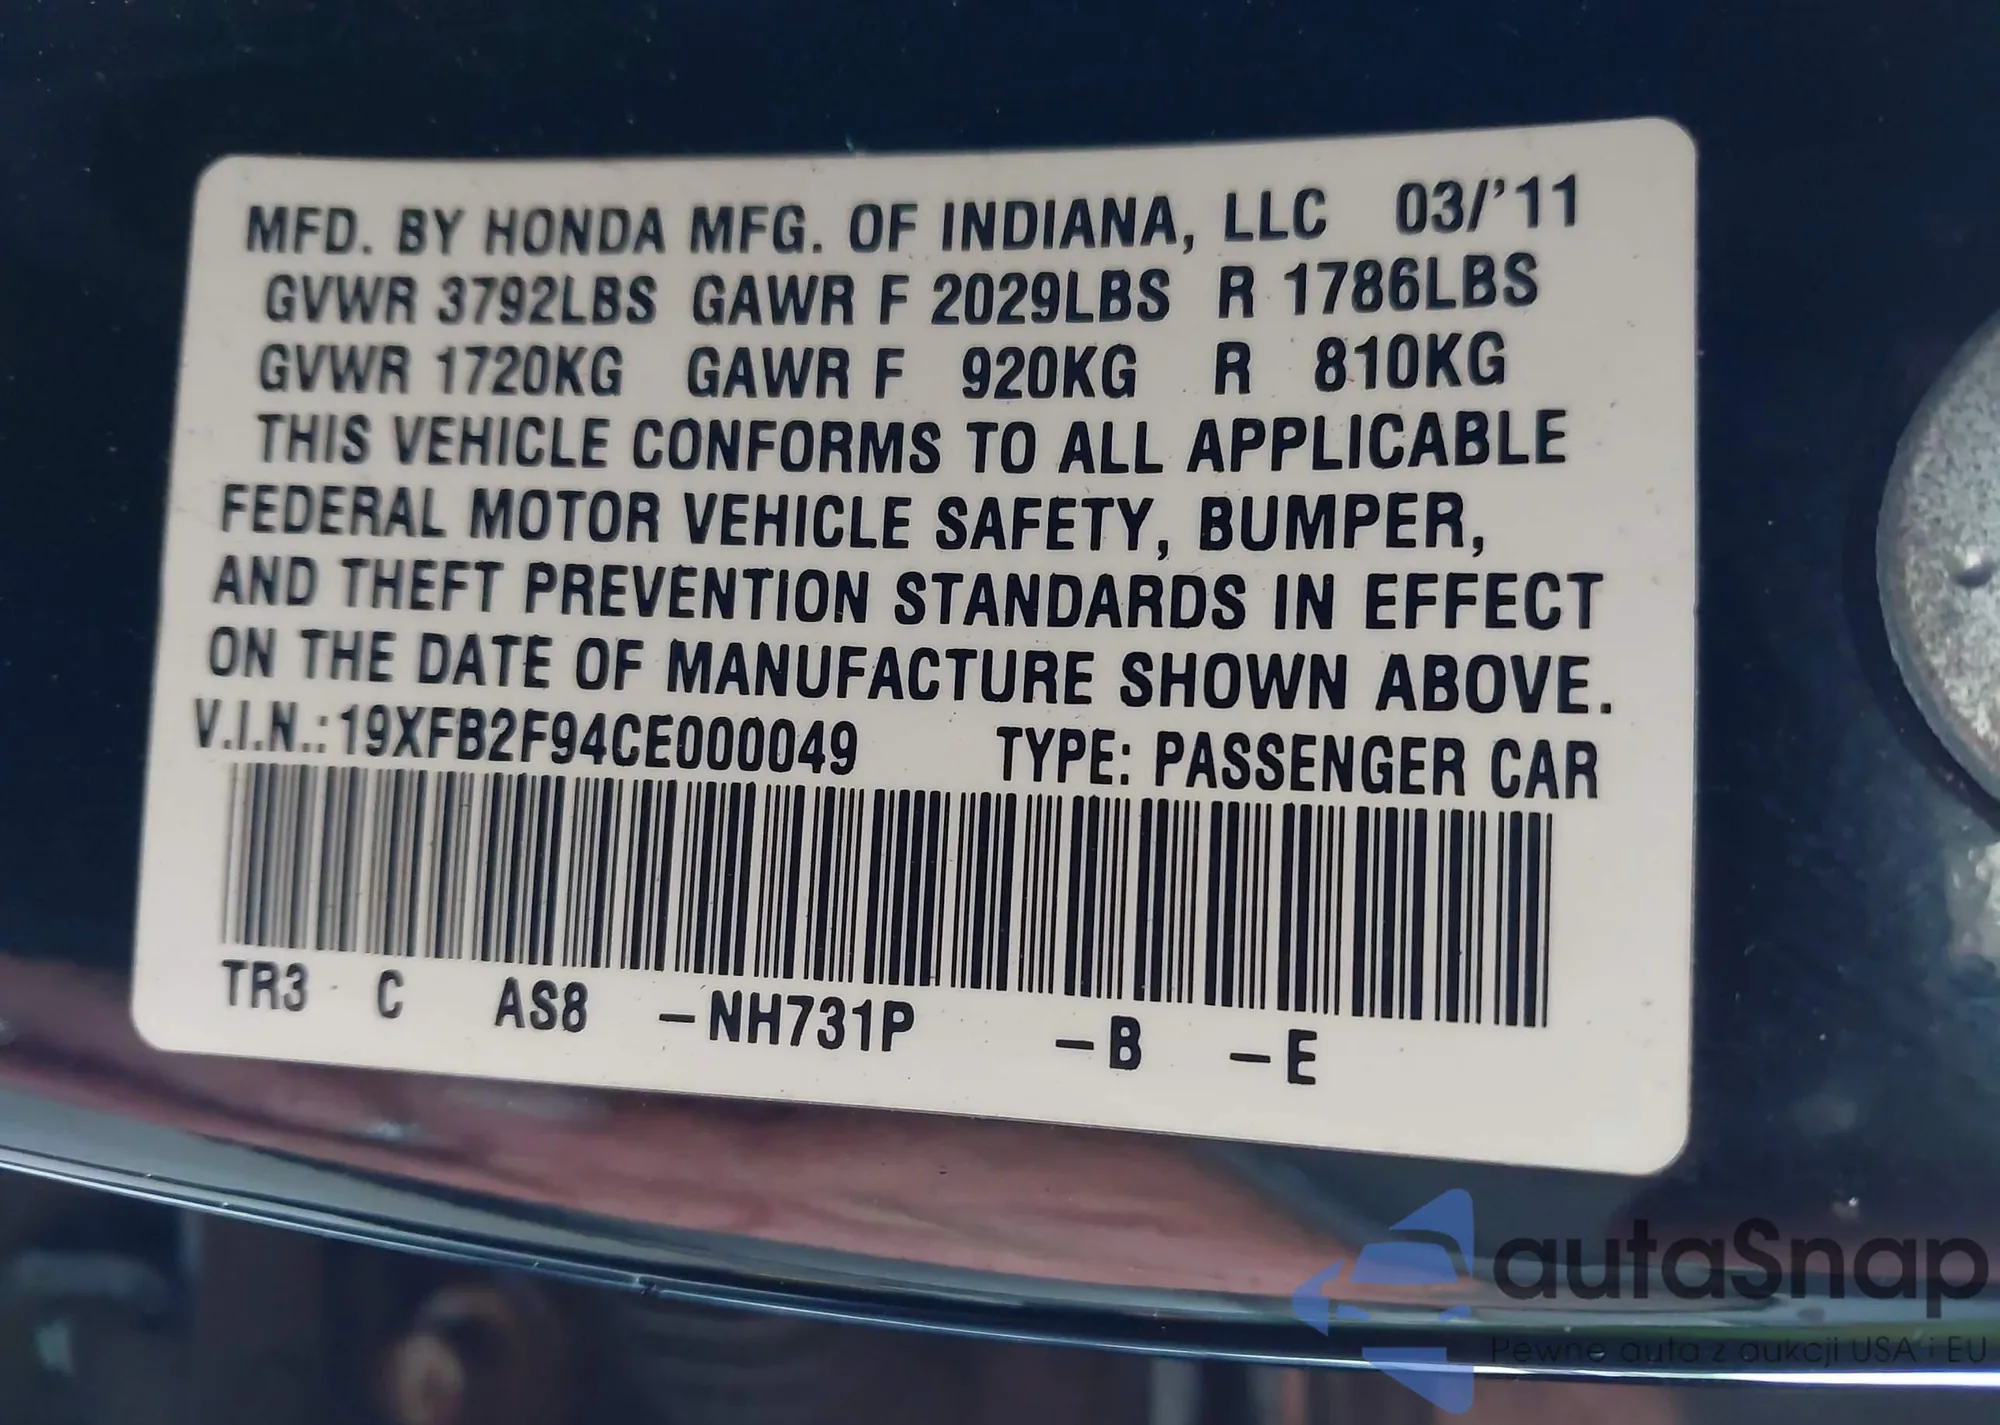 MFD. BY HONDA MFG. OF INDIANA, LLC 03/'11
GVWR 3792LBS GAWR F 2029LBS R 1786LBS
GVWR 1720KG GAWR F 920KG R 810KG
THIS VEHICLE CONFORMS TO ALL APPLICABLE
FEDERAL MOTOR VEHICLE SAFETY, BUMPER,
AND THEFT PREVENTION STANDARDS IN EFFECT
ON THE DATE OF MANUFACTURE SHOWN ABOVE.
V.I.N.: 19XFB2F94CE000049 TYPE: PASSENGER CAR
TR3 - C AS8 -NH731P -B -E
autaSnap
Pewne auta z aukcji USA i EU